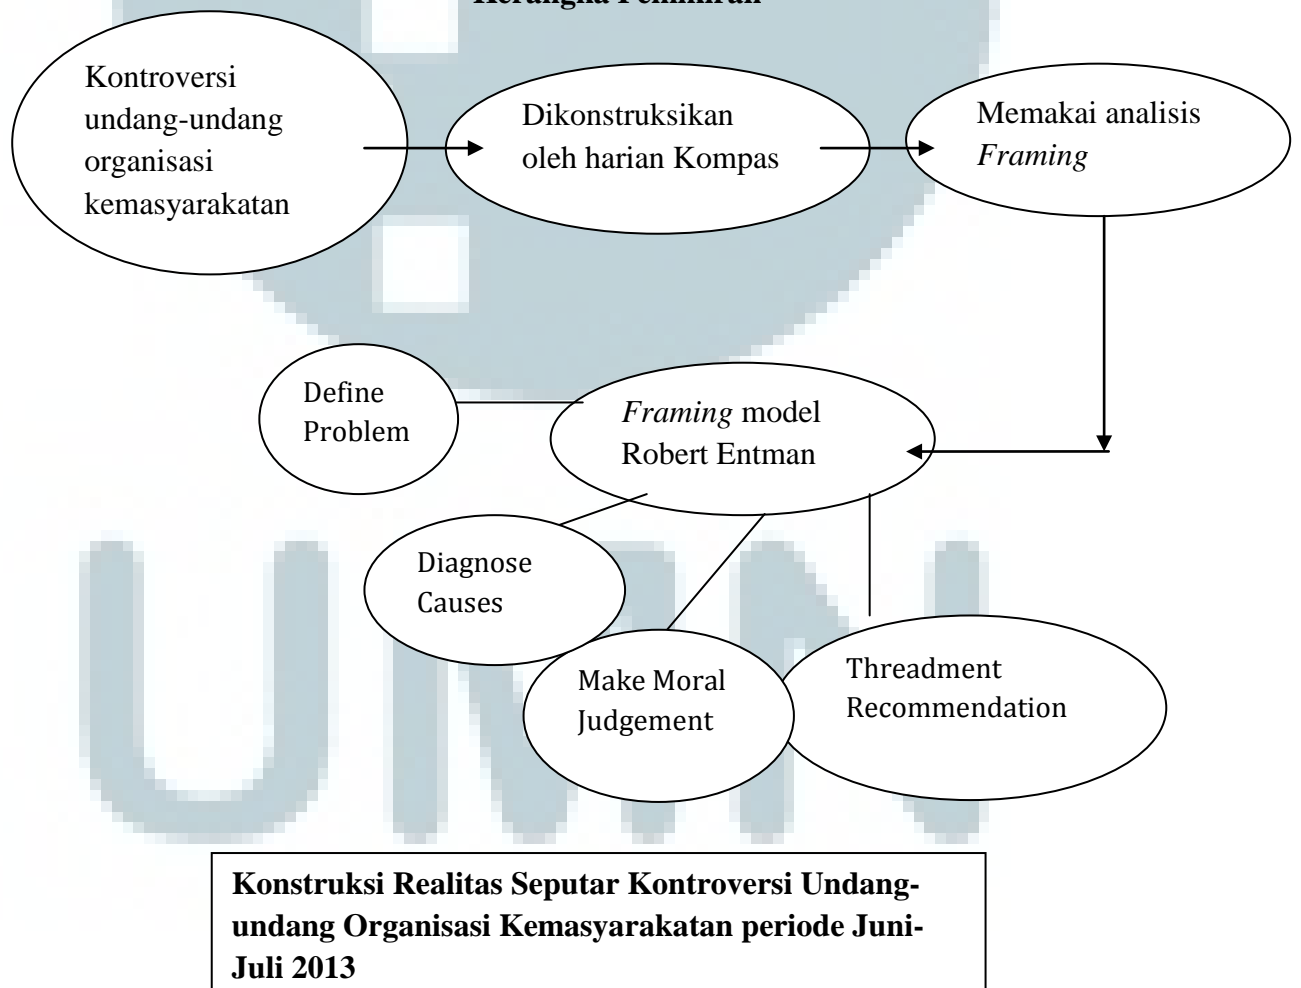 Kerangka Pemikiran
Kontroversi
undang-undang
organisasi
kemasyarakatan
Dikonstruksikan
oleh harian Kompas
Memakai analisis
Framing
Define
Problem
Framing model
Robert Entman
Diagnose
Causes
Make Moral
Judgement
Threadment
Recommendation
UMN
Konstruksi Realitas Seputar Kontroversi Undang-
undang Organisasi Kemasyarakatan periode Juni-
Juli 2013